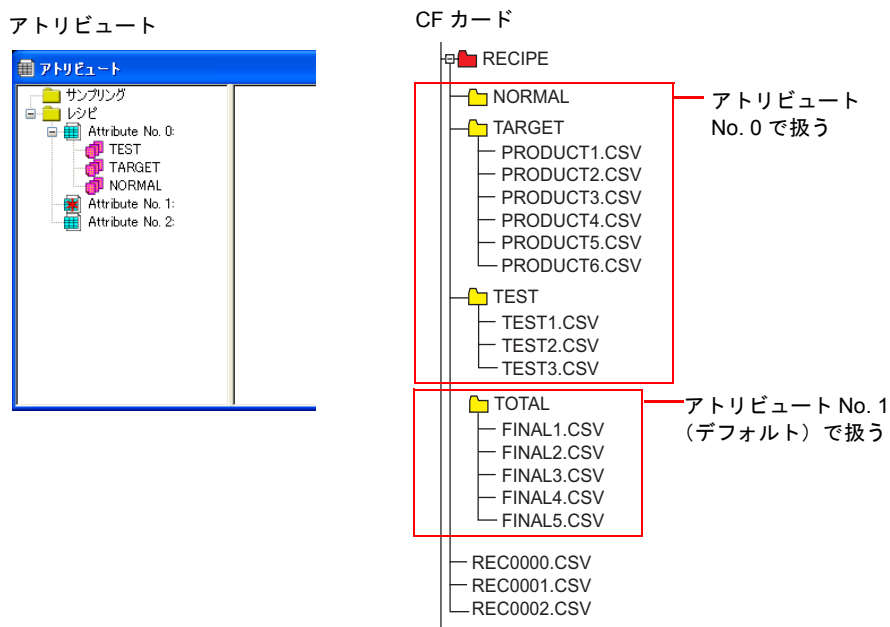 アトリビュート
アトリビュート
サンプリング
レシピ
Attribute No. 0:
TEST
TARGET
NORMAL
Attribute No. 1:
Attribute No. 2:
CF カード
RECIPE
NORMAL
TARGET
PRODUCT1.CSV
PRODUCT2.CSV
PRODUCT3.CSV
PRODUCT4.CSV
PRODUCT5.CSV
PRODUCT6.CSV
TEST
TEST1.CSV
TEST2.CSV
TEST3.CSV
アトリビュート
No. 0 で扱う
TOTAL
FINAL1.CSV
FINAL2.CSV
FINAL3.CSV
FINAL4.CSV
FINAL5.CSV
アトリビュート No. 1
（デフォルト）で扱う
REC0000.CSV
REC0001.CSV
REC0002.CSV